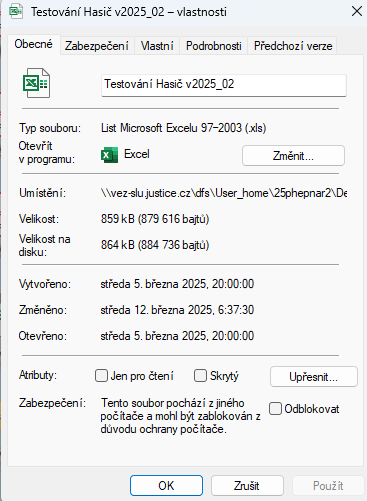 Testování Hasič v2025_02 – vlastnosti
Obecné Zabezpečení Vlastní Podrobnosti Předchozí verze
Testování Hasič v2025_02
Typ souboru: List Microsoft Excelu 97–2003 (.xls)
Otevřít
v programu: Excel Změnit...
Umístění: \\vez-slu.justice.cz\dfs\User_home\25phepnar2\De
Velikost: 859 kB (879 616 bajtů)
Velikost na
disku: 864 kB (884 736 bajtů)
Vytvořeno: středa 5. března 2025, 20:00:00
Změněno: středa 12. března 2025, 6:37:30
Otevřeno: středa 5. března 2025, 20:00:00
Atributy: Jen pro čtení Skrytý Upřesnit...
Zabezpečení: Tento soubor pochází z jiného
počítače a mohl být zablokován z
důvodu ochrany počítače.
Odblokovat
OK Zrušit Použít